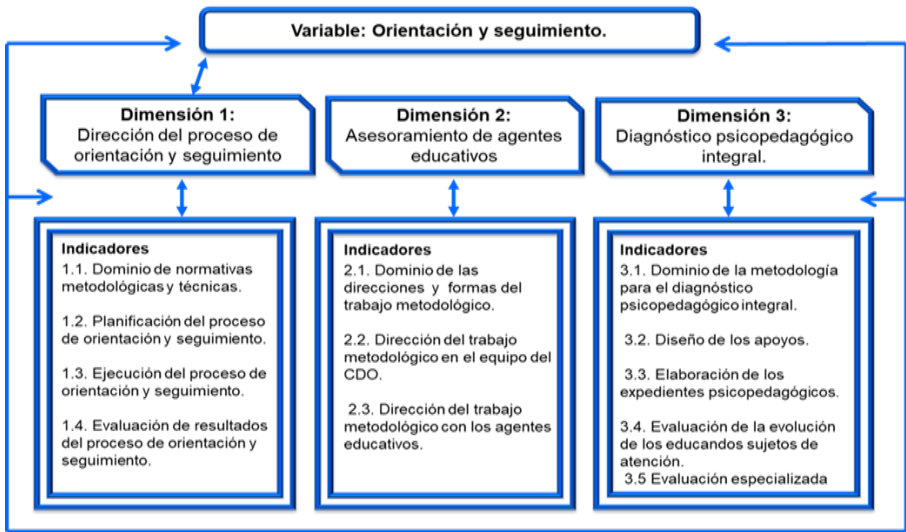 Variable: Orientación y seguimiento.
Dimensión 1:
Dirección del proceso de
orientación y seguimiento
Dimensión 2:
Asesoramiento de agentes
educativos
Dimensión 3:
Diagnóstico psicopedagógico
integral.
Indicadores
1.1. Dominio de normativas
metodológicas y técnicas.
1.2. Planificación del proceso
de orientación y seguimiento.
1.3. Ejecución del proceso de
orientación y seguimiento.
1.4. Evaluación de resultados
del proceso de orientación y
seguimiento.
Indicadores
2.1. Dominio de las
direcciones y formas del
trabajo metodológico.
2.2. Dirección del trabajo
metodológico en el equipo del
CDO.
2.3. Dirección del trabajo
metodológico con los agentes
educativos.
Indicadores
3.1. Dominio de la metodología
para el diagnóstico
psicopedagógico integral.
3.2. Diseño de los apoyos.
3.3. Elaboración de los
expedientes psicopedagógicos.
3.4. Evaluación de la evolución
de los educandos sujetos de
atención.
3.5 Evaluación especializada